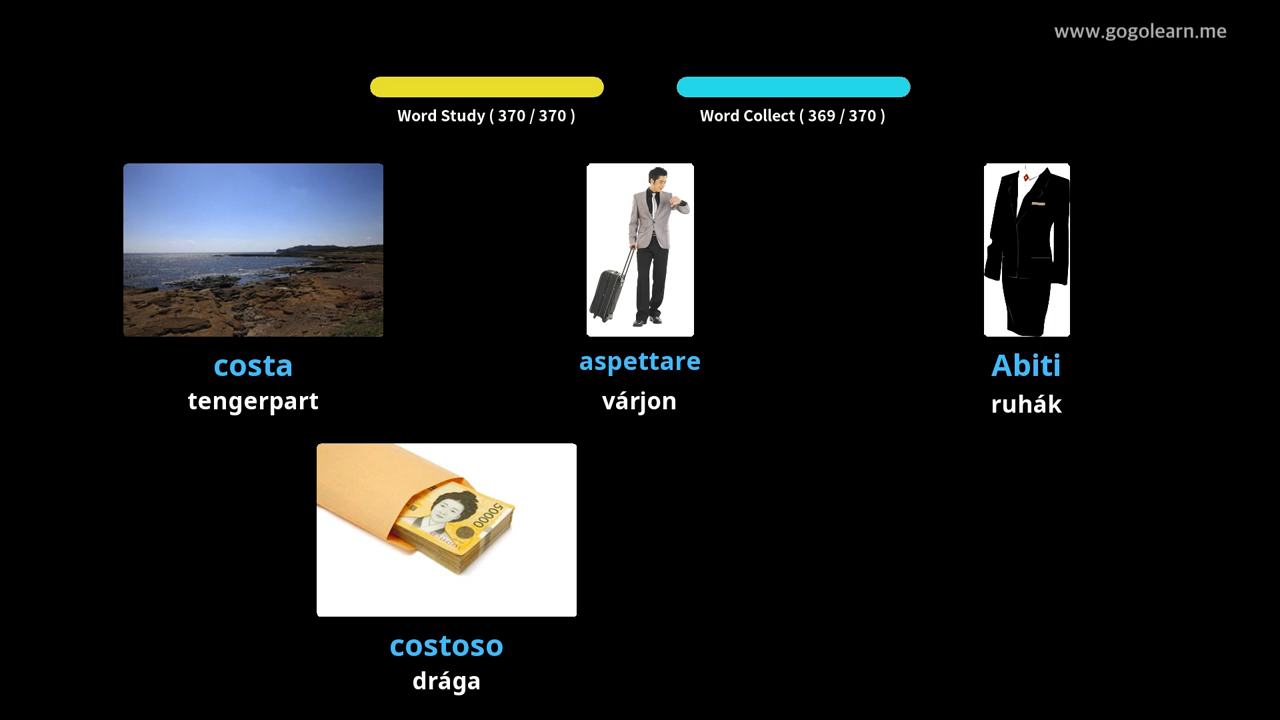 www.gogolearn.me
Word Study ( 370 / 370 )
Word Collect ( 369 / 370 )
costa
tengerpart
aspettare
várjon
Abiti
ruhák
50000
costoso
drága